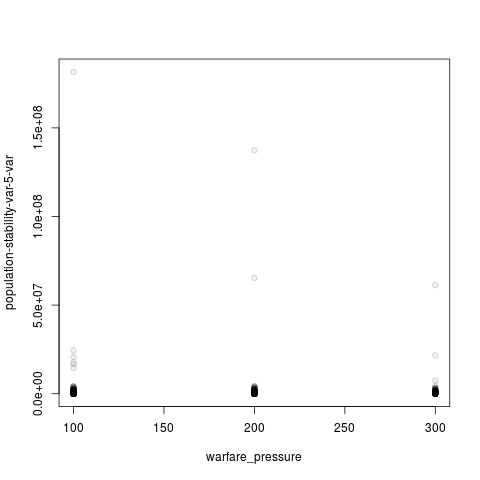 population-stability-var-5-var
1.5e+08
1.0e+08
5.0e+07
0.0e+00
100 150 200 250 300
warfare_pressure